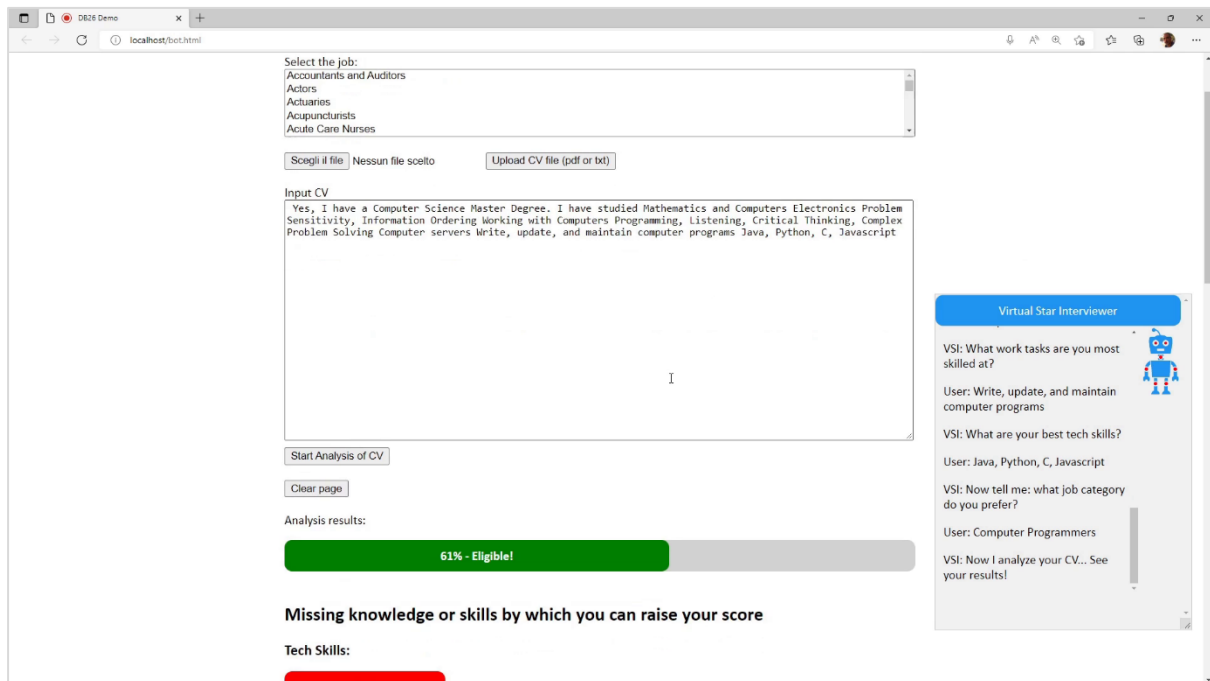 DB26 Demo
localhost/bot.html
Select the job:
Accountants and Auditors
Actors
Actuaries
Acupuncturists
Acute Care Nurses
Scegli il file Nessun file scelto Upload CV file (pdf or txt)
Input CV
Yes, I have a Computer Science Master Degree. I have studied Mathematics and Computers Electronics Problem
Sensitivity, Information Ordering Working with Computers Programming, Listening, Critical Thinking, Complex
Problem Solving Computer servers Write, update, and maintain computer programs Java, Python, C, Javascript
Start Analysis of CV
Clear page
Analysis results:
61% - Eligible!
Missing knowledge or skills by which you can raise your score
Tech Skills:
Virtual Star Interviewer
VSI: What work tasks are you most
skilled at?
User: Write, update, and maintain
computer programs
VSI: What are your best tech skills?
User: Java, Python, C, Javascript
VSI: Now tell me: what job category
do you prefer?
User: Computer Programmers
VSI: Now I analyze your CV... See
your results!